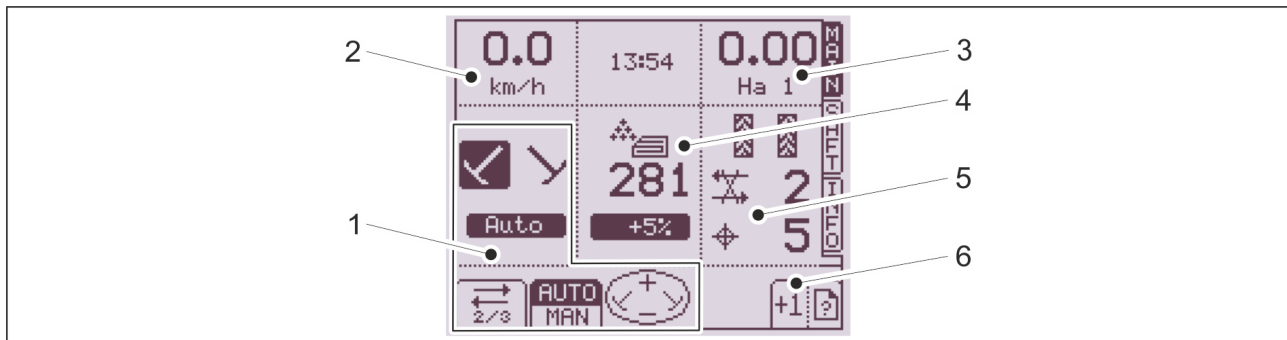 2
0.0
km/h
13:54
0.00
Ha 1
3
MAIN
281
+5%
4
SHIFT
Auto
1
2
5
5
INFO
2/3
AUTO
MAN
+
-
+1
?
6